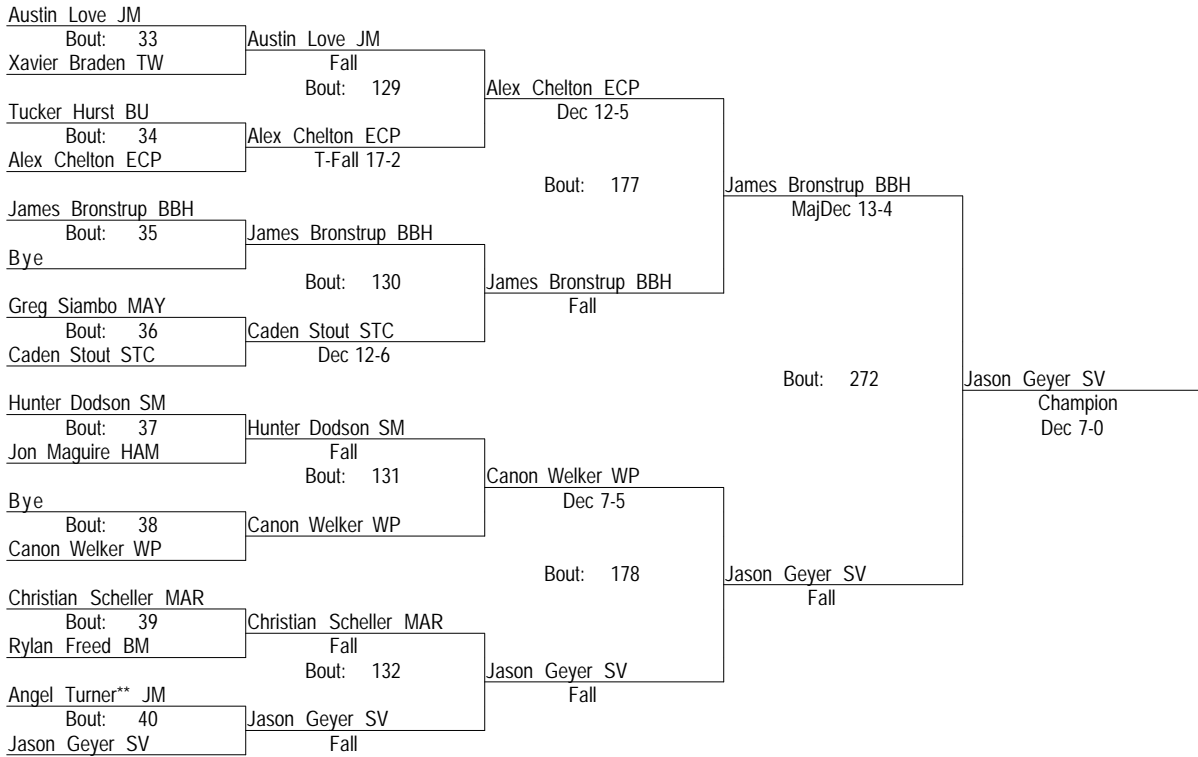 Austin Love JM
Bout: 33
Xavier Braden TW
Tucker Hurst BU
Bout: 34
Alex Chelton ECP
James Bronstrup BBH
Bout: 35
Bye
Greg Siambo MAY
Bout: 36
Caden Stout STC
Hunter Dodson SM
Bout: 37
Jon Maguire HAM
Bye
Bout: 38
Canon Welker WP
Christian Scheller MAR
Bout: 39
Rylan Freed BM
Angel Turner** JM
Bout: 40
Jason Geyer SV
Austin Love JM
Fall
Bout: 129
Alex Chelton ECP
T-Fall 17-2
James Bronstrup BBH
Bout: 130
Caden Stout STC
Dec 12-6
Hunter Dodson SM
Fall
Bout: 131
Canon Welker WP
Christian Scheller MAR
Fall
Bout: 132
Jason Geyer SV
Fall
Alex Chelton ECP
Dec 12-5
Bout: 177
James Bronstrup BBH
Fall
Canon Welker WP
Dec 7-5
Bout: 178
Jason Geyer SV
Fall
James Bronstrup BBH
MajDec 13-4
Bout: 272
Jason Geyer SV
Fall
Jason Geyer SV
Champion
Dec 7-0